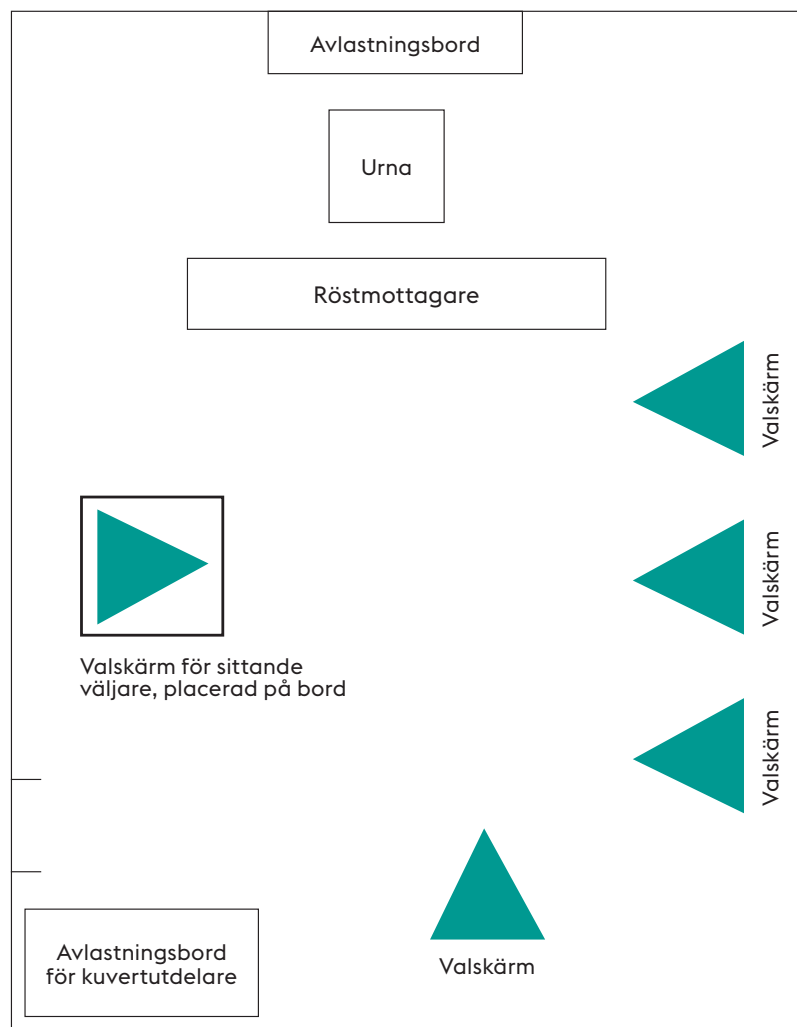 Avlastningsbord
Urna
Röstmottagare
Valskärm
Valskärm
Valskärm för sittande
väljare, placerad på bord
Valskärm
Valskärm
Avlastningsbord
för kuvertutdelare